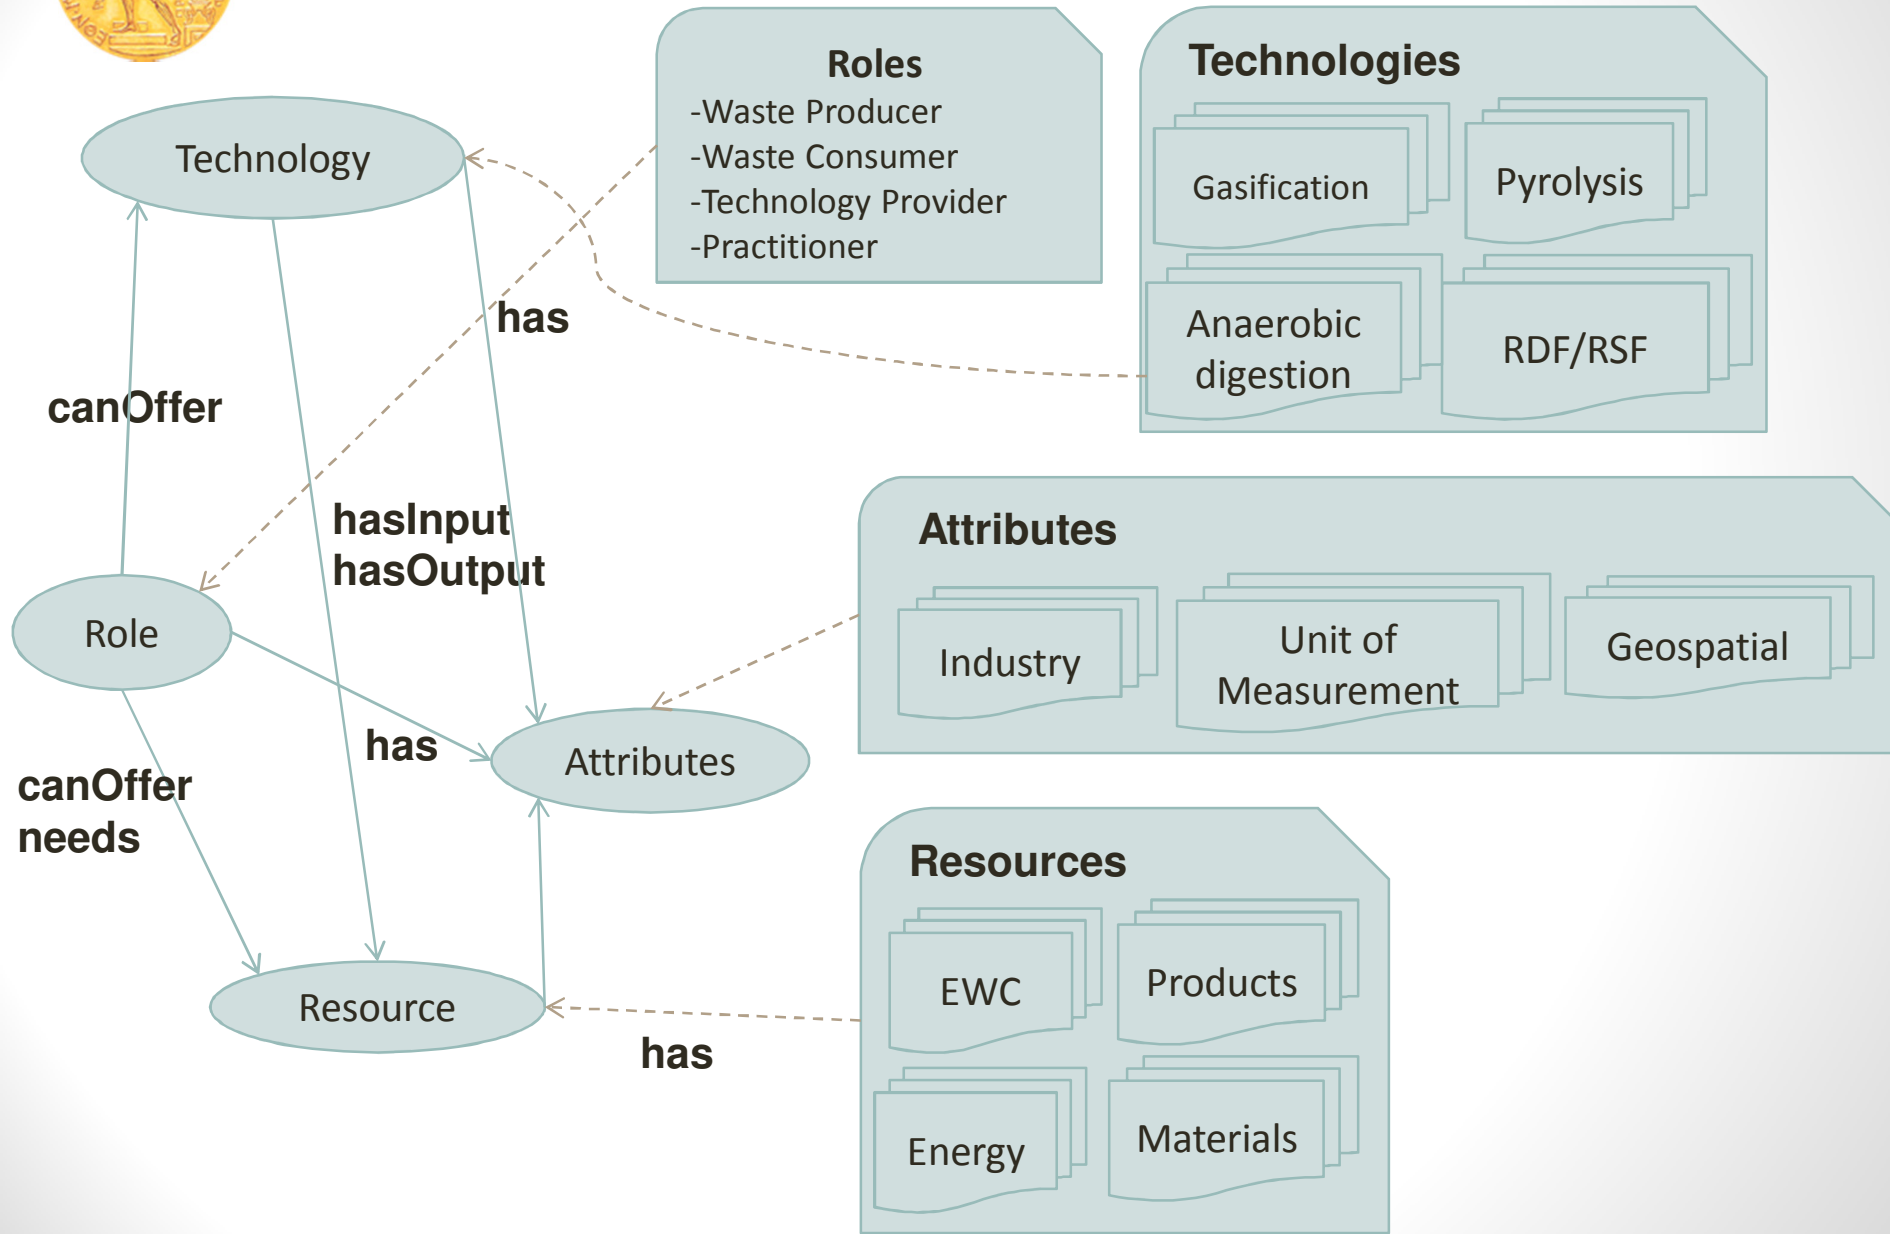 Roles
-Waste Producer
-Waste Consumer
-Technology Provider
-Practitioner
Technologies
Gasification
Pyrolysis
Anaerobic
digestion
RDF/RSF
Technology
has
canOffer
hasInput
hasOutput
Role
has
Attributes
canOffer
needs
Resource
has
Attributes
Industry
Unit of
Measurement
Geospatial
Resources
EWC
Products
Energy
Materials